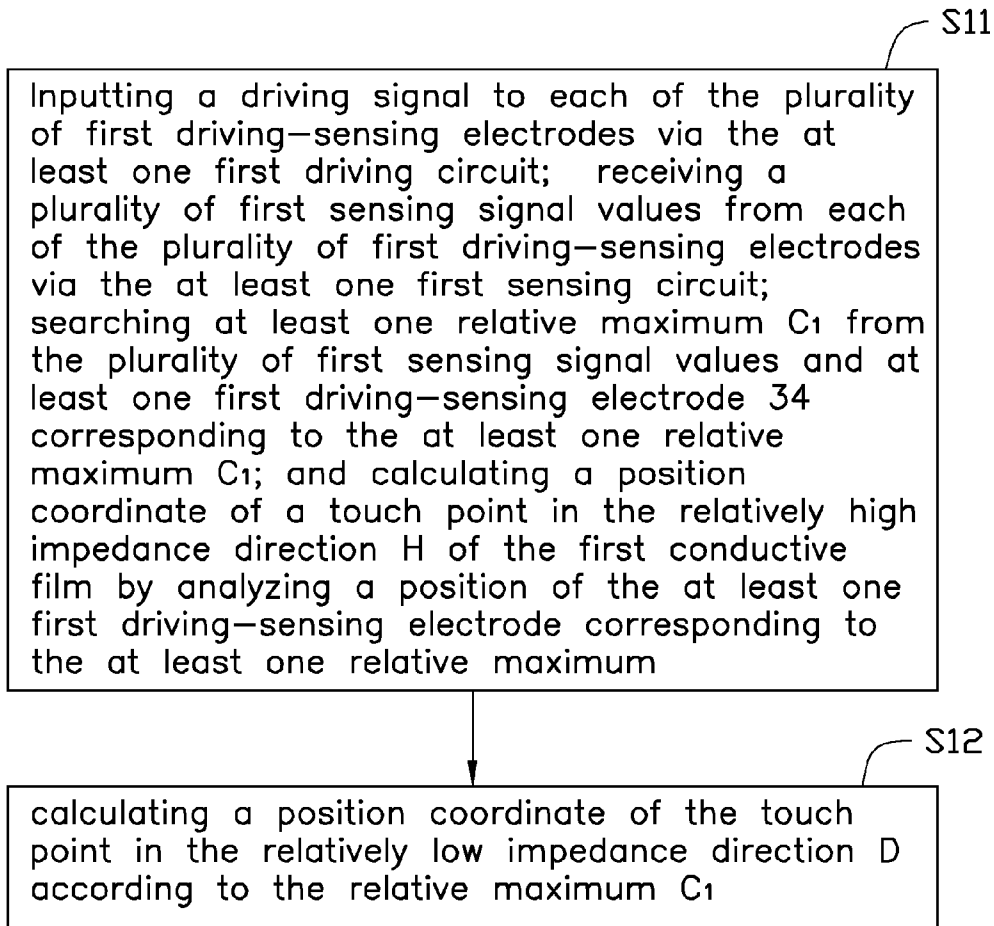 S11
Inputting a driving signal to each of the plurality
of first driving-sensing electrodes via the at
least one first driving circuit; receiving a
plurality of first sensing signal values from each
of the plurality of first driving-sensing electrodes
via the at least one first sensing circuit;
searching at least one relative maximum C1 from
the plurality of first sensing signal values and at
least one first driving-sensing electrode 34
corresponding to the at least one relative
maximum C1; and calculating a position
coordinate of a touch point in the relatively high
impedance direction H of the first conductive
film by analyzing a position of the at least one
first driving-sensing electrode corresponding to
the at least one relative maximum
S12
calculating a position coordinate of the touch
point in the relatively low impedance direction D
according to the relative maximum C1